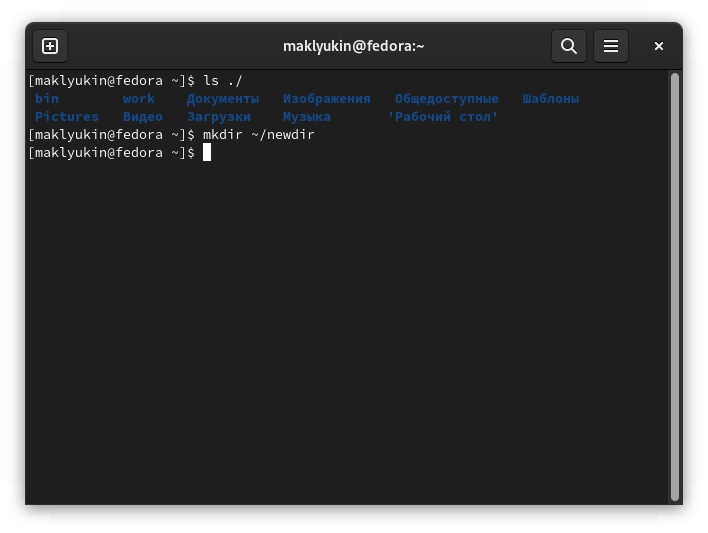 maklyukin@fedora:~
[maklyukin@fedora ~]$ ls ./
bin work Документы Изображения Общедоступные Шаблоны
Pictures Видео Загрузки Музыка 'Рабочий стол'
[maklyukin@fedora ~]$ mkdir ~/newdir
[maklyukin@fedora ~]$